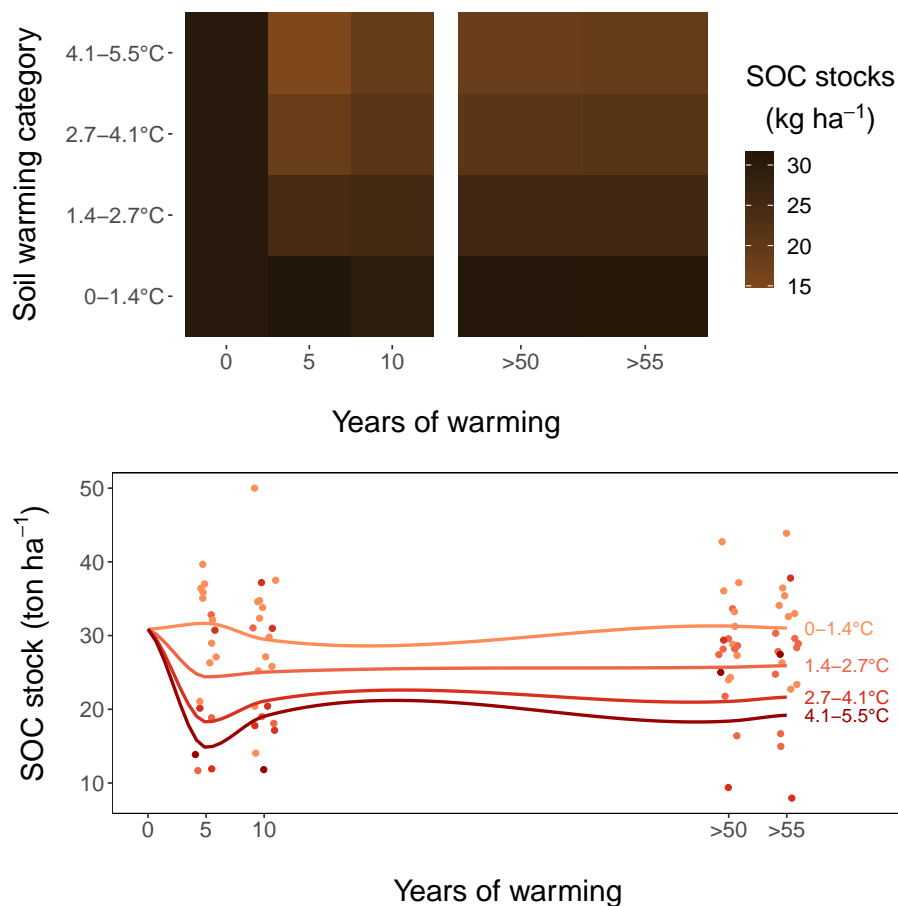 Soil warming category
4.1−5.5°C
2.7−4.1°C
1.4−2.7°C
0−1.4°C
0 5 10 >50 >55
Years of warming
SOC stocks
(kg ha⁻¹)
30
25
20
15
SOC stock (ton ha⁻¹)
50
40
30
20
10
0−1.4°C
1.4−2.7°C
2.7−4.1°C
4.1−5.5°C
0 5 10 >50 >55
Years of warming